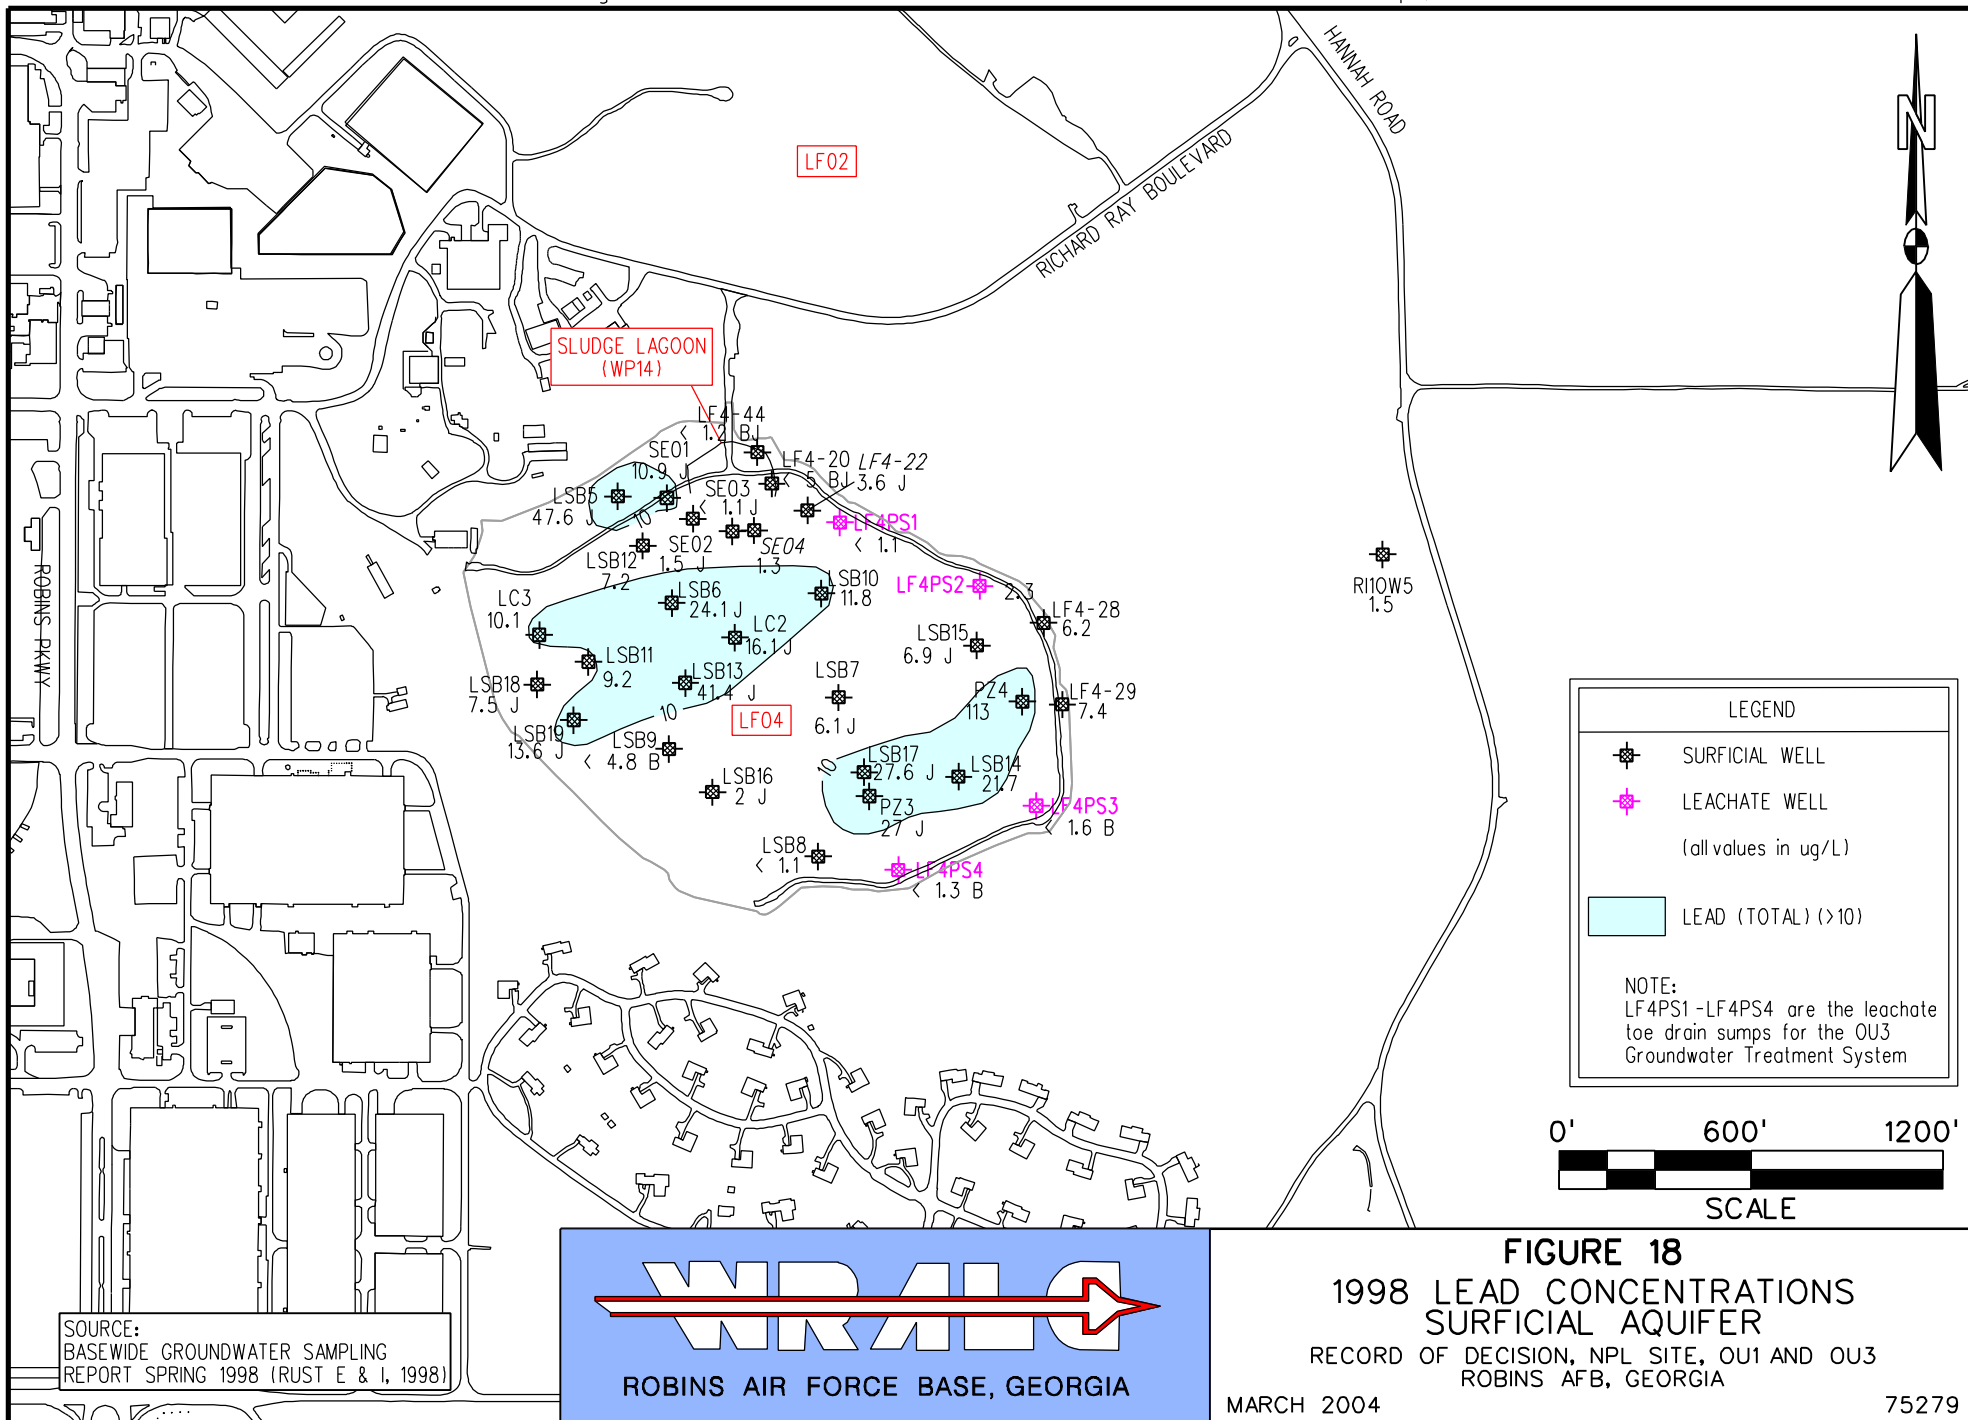 HANNAH ROAD
N
LF02
RICHARD RAY BOULEVARD
SLUDGE LAGOON
(WP14)
LF4-44
< 1.2 BJ
SE01
10.9 J
LF4-20
< 5 BJ
LF4-22
3.6 J
LSB5
47.6 J
10
SE03
< 1.1 J
LF4PS1
< 1.1
LSB12
7.2
SE02
1.5 J
SE04
1.3
RI10W5
1.5
ROBINS PKWY
LC3
10.1
LSB6
24.1 J
LSB10
11.8
LF4PS2
2.3
LF4-28
6.2
LC2
16.1 J
LSB15
6.9 J
LSB11
9.2
LSB18
7.5 J
LSB13
41.4 J
LSB7
6.1 J
PZ4
113
LF4-29
7.4
10
LF04
LSB19
13.6 J
LSB9
< 4.8 B
LSB16
2 J
10
LSB17
27.6 J
LSB14
21.7
PZ3
27 J
LF4PS3
< 1.6 B
LSB8
< 1.1
LF4PS4
< 1.3 B
LEGEND
SURFICIAL WELL
LEACHATE WELL
(all values in ug/L)
LEAD (TOTAL) (>10)
NOTE:
LF4PS1 -LF4PS4 are the leachate
toe drain sumps for the OU3
Groundwater Treatment System
0' 600' 1200'
SCALE
SOURCE:
BASEWIDE GROUNDWATER SAMPLING
REPORT SPRING 1998 (RUST E & I, 1998)
WRALC
ROBINS AIR FORCE BASE, GEORGIA
FIGURE 18
1998 LEAD CONCENTRATIONS
SURFICIAL AQUIFER
RECORD OF DECISION, NPL SITE, OU1 AND OU3
ROBINS AFB, GEORGIA
MARCH 2004 75279